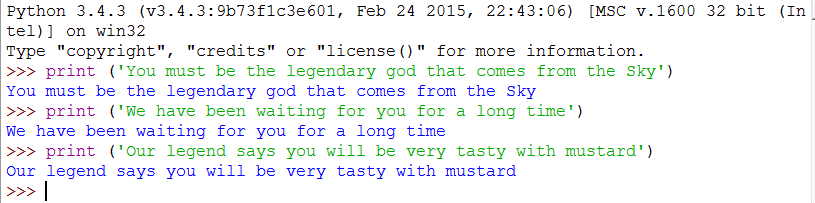 Python 3.4.3 (v3.4.3:9b73f1c3e601, Feb 24 2015, 22:43:06) [MSC v.1600 32 bit (In
tel)] on win32
Type "copyright", "credits" or "license()" for more information.
>>> print ('You must be the legendary god that comes from the Sky')
You must be the legendary god that comes from the Sky
>>> print ('We have been waiting for you for a long time')
We have been waiting for you for a long time
>>> print ('Our legend says you will be very tasty with mustard')
Our legend says you will be very tasty with mustard
>>>